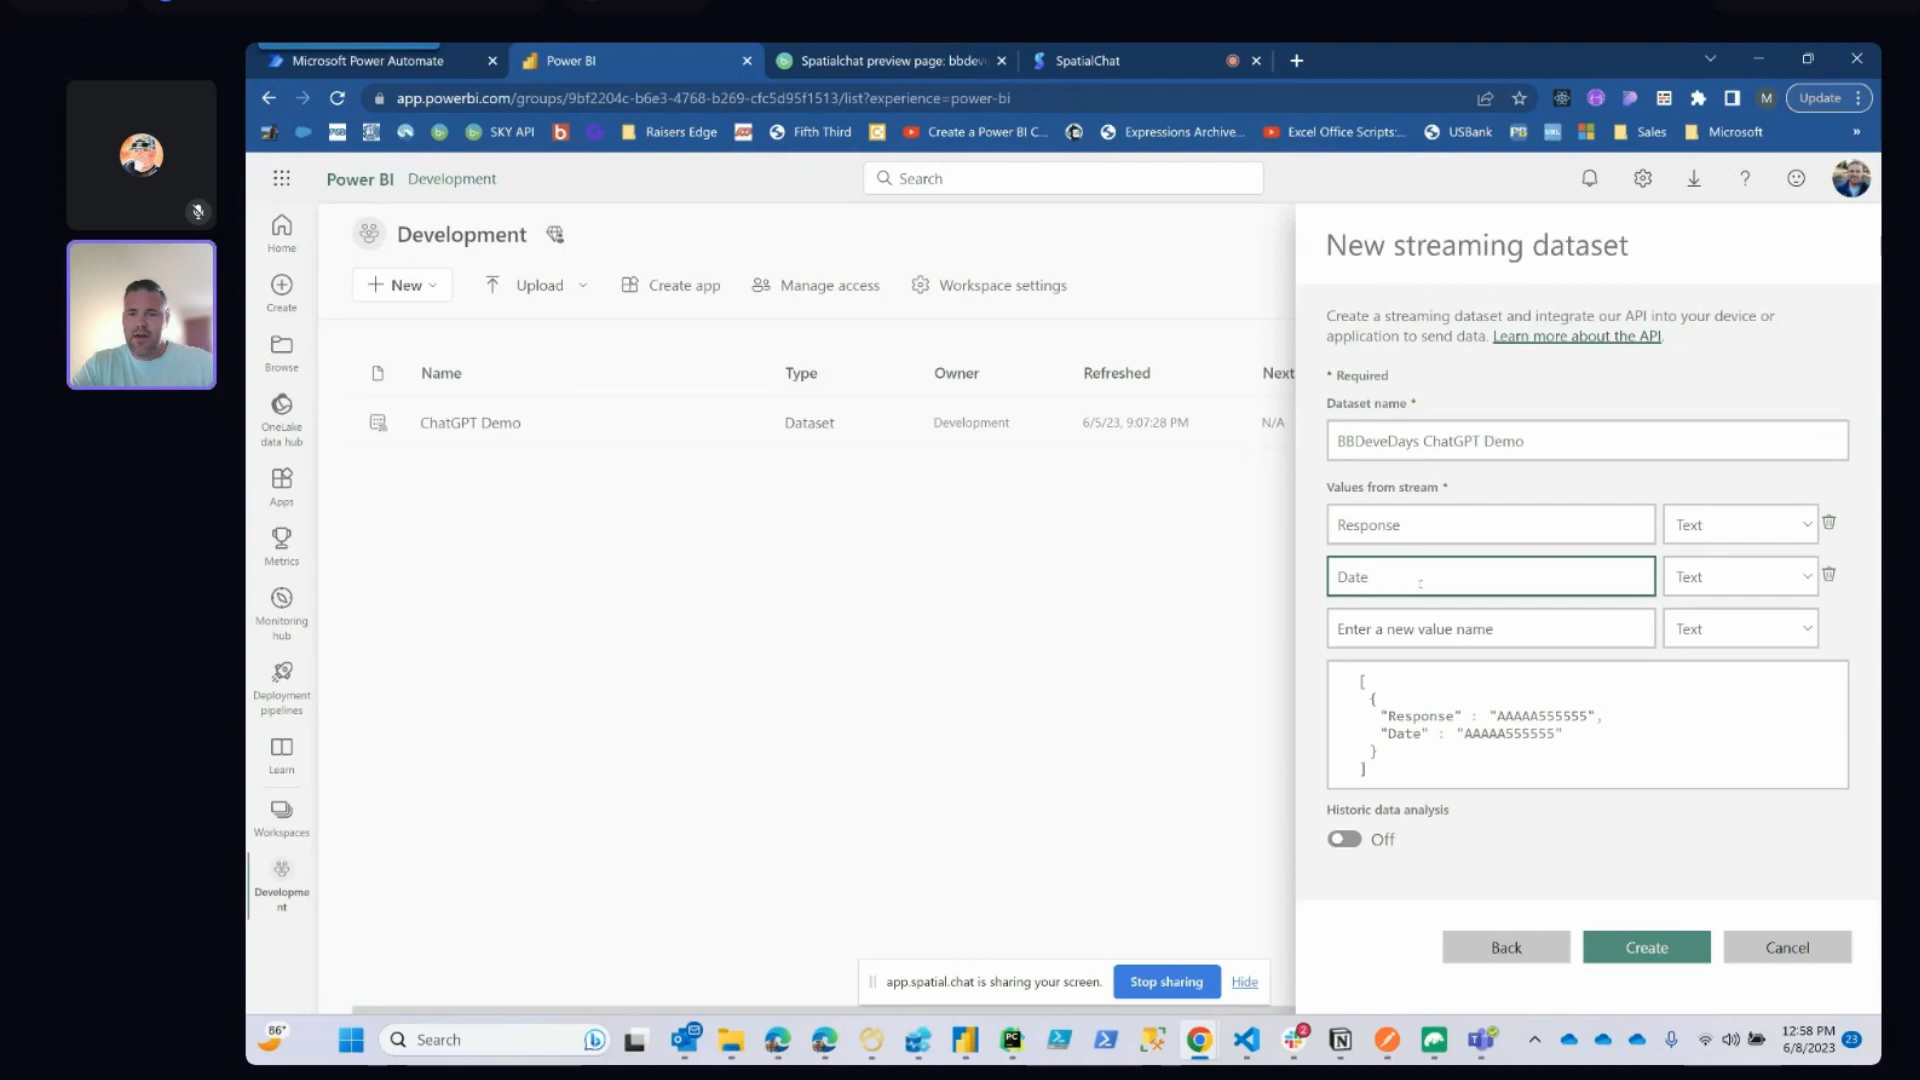 Microsoft Power Automate
Power BI
Spatialchat preview page: bbdeve
SpatialChat
app.powerbi.com/groups/9bf2204c-b6e3-4768-b269-cfc5d95f1513/list?experience=power-bi
M
Update
SKY API
Raisers Edge
Fifth Third
Create a Power BI C...
Expressions Archive...
Excel Office Scripts:...
USBank
Sales
Microsoft
Power BI Development
Search
Home
Create
Browse
OneLake
data hub
Apps
Metrics
Monitoring
hub
Deployment
pipelines
Learn
Workspaces
Developme
nt
Development
New
Upload
Create app
Manage access
Workspace settings
Name
Type
Owner
Refreshed
Next
ChatGPT Demo
Dataset
Development
6/5/23, 9:07:28 PM
N/A
New streaming dataset
Create a streaming dataset and integrate our API into your device or
application to send data. Learn more about the API.
* Required
Dataset name *
BBDeveDays ChatGPT Demo
Values from stream *
Response
Text
Date
Text
Enter a new value name
Text
[
{
"Response" : "AAAAA555555",
"Date" : "AAAAA555555"
}
]
Historic data analysis
Off
Back
Create
Cancel
app.spatial.chat is sharing your screen.
Stop sharing
Hide
86°
Search
2
12:58 PM
6/8/2023
23